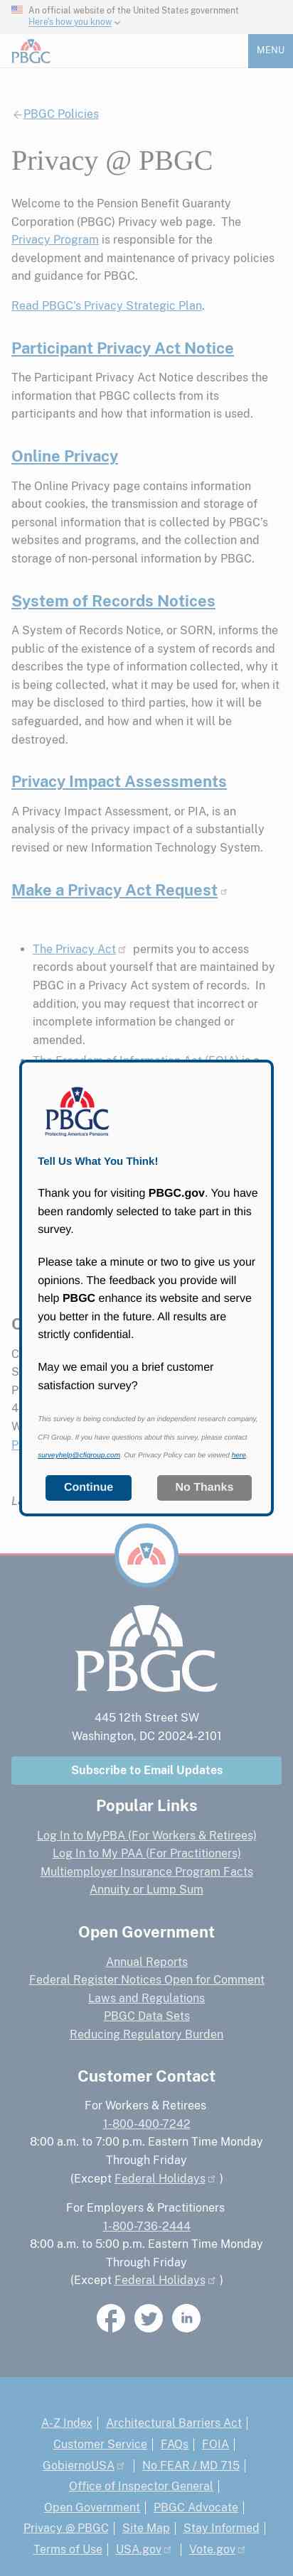 An official website of the United States government
Here's how you know
PBGC
MENU
PBGC Policies
Privacy @ PBGC
Welcome to the Pension Benefit Guaranty
Corporation (PBGC) Privacy web page. The
Privacy Program is responsible for the
development and maintenance of privacy policies
and guidance for PBGC.
Read PBGC's Privacy Strategic Plan.
Participant Privacy Act Notice
The Participant Privacy Act Notice describes the
information that PBGC collects from its
participants and how that information is used.
Online Privacy
The Online Privacy page contains information
about cookies, the transmission and storage of
personal information that is collected by PBGC's
websites and programs, and the collection and
storage of non-personal information by PBGC.
System of Records Notices
A System of Records Notice, or SORN, informs the
public of the existence of a system of records and
describes the type of information collected, why it
is being collected, what it may be used for, when it
may be disclosed and to whom, how it will be
safeguarded, and how and when it will be
destroyed.
Privacy Impact Assessments
A Privacy Impact Assessment, or PIA, is an
analysis of the privacy impact of a substantially
revised or new Information Technology System.
Make a Privacy Act Request
• The Privacy Act permits you to access
records about yourself that are maintained by
PBGC in a Privacy Act system of records. In
addition, you may request that incorrect or
incomplete information be changed or
amended.
• The Freedom of Information Act (FOIA) is a
PBGC
Protecting America's Pensions
Tell Us What You Think!
Thank you for visiting PBGC.gov. You have
been randomly selected to take part in this
survey.
Please take a minute or two to give us your
opinions. The feedback you provide will
help PBGC enhance its website and serve
you better in the future. All results are
strictly confidential.
May we email you a brief customer
satisfaction survey?
This survey is being conducted by an independent research company,
CFI Group. If you have questions about this survey, please contact
surveyhelp@cfigroup.com. Our Privacy Policy can be viewed here.
Continue
No Thanks
PBGC
445 12th Street SW
Washington, DC 20024-2101
Subscribe to Email Updates
Popular Links
Log In to MyPBA (For Workers & Retirees)
Log In to My PAA (For Practitioners)
Multiemployer Insurance Program Facts
Annuity or Lump Sum
Open Government
Annual Reports
Federal Register Notices Open for Comment
Laws and Regulations
PBGC Data Sets
Reducing Regulatory Burden
Customer Contact
For Workers & Retirees
1-800-400-7242
8:00 a.m. to 7:00 p.m. Eastern Time Monday
Through Friday
(Except Federal Holidays )
For Employers & Practitioners
1-800-736-2444
8:00 a.m. to 5:00 p.m. Eastern Time Monday
Through Friday
(Except Federal Holidays )
A-Z Index | Architectural Barriers Act |
Customer Service | FAQs | FOIA |
GobiernoUSA | No FEAR / MD 715 |
Office of Inspector General |
Open Government | PBGC Advocate |
Privacy @ PBGC | Site Map | Stay Informed |
Terms of Use | USA.gov | Vote.gov